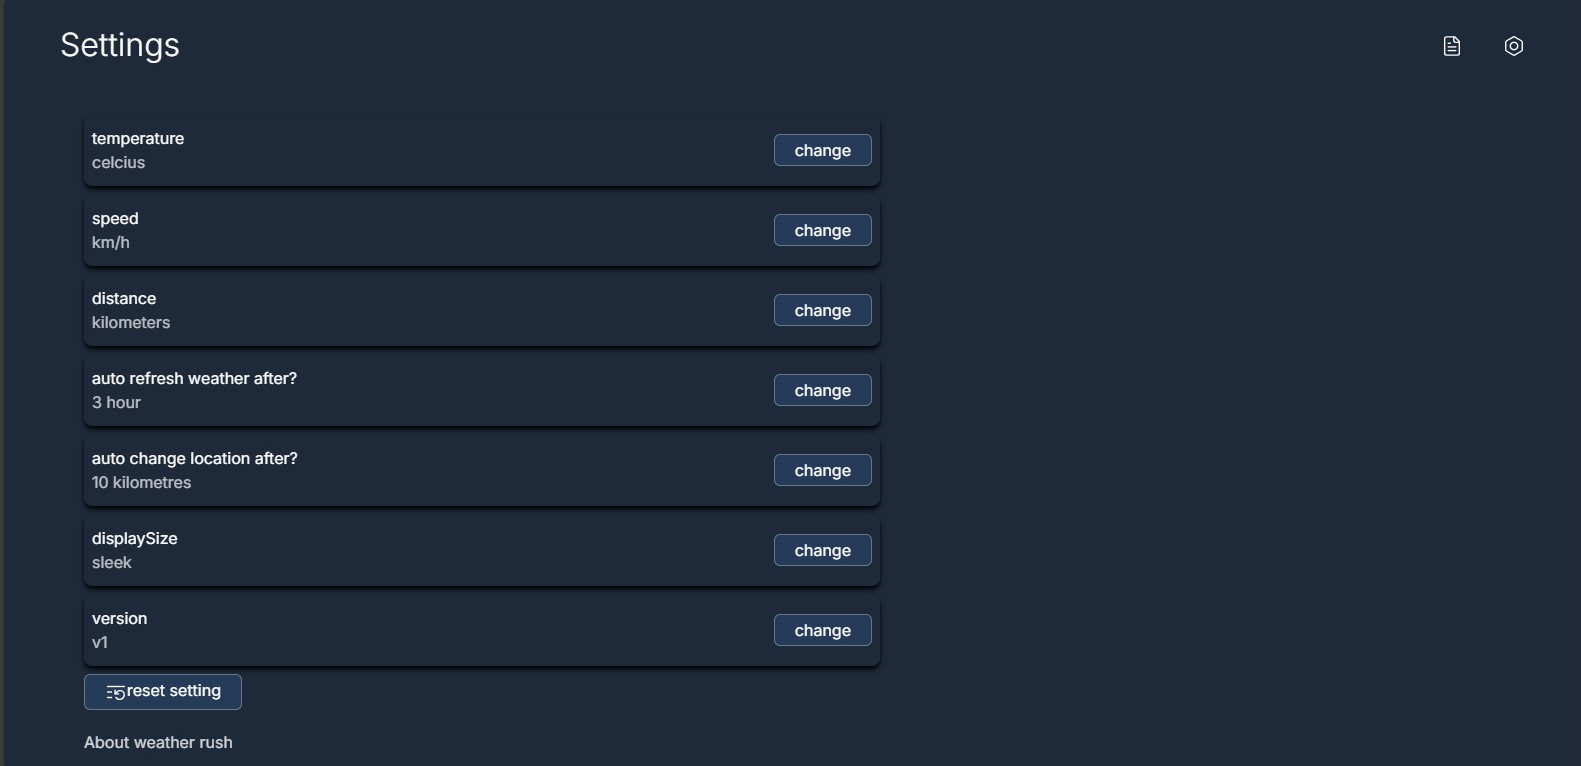 Settings
temperature
celcius
change
speed
km/h
change
distance
kilometers
change
auto refresh weather after?
3 hour
change
auto change location after?
10 kilometres
change
displaySize
sleek
change
version
v1
change
reset setting
About weather rush